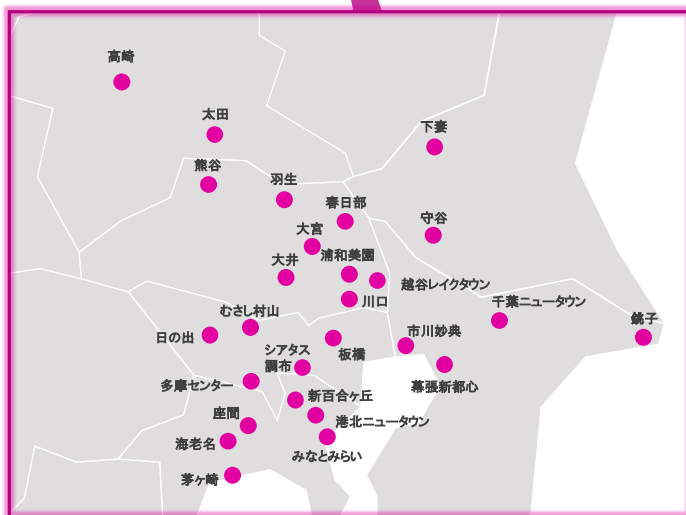 高崎
太田
下妻
熊谷
羽生
春日部
守谷
大宮
浦和美園
大井
越谷レイクタウン
川口
千葉ニュータウン
むさし村山
銚子
日の出
市川妙典
シアタス
調布
板橋
多摩センター
幕張新都心
新百合ヶ丘
座間
港北ニュータウン
海老名
みなとみらい
茅ヶ崎